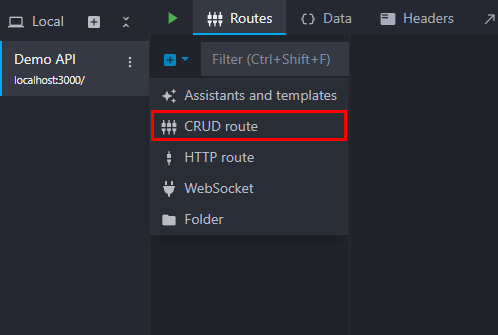 Local
Routes
Data
Headers
Demo API
localhost:3000/
Filter (Ctrl+Shift+F)
Assistants and templates
CRUD route
HTTP route
WebSocket
Folder